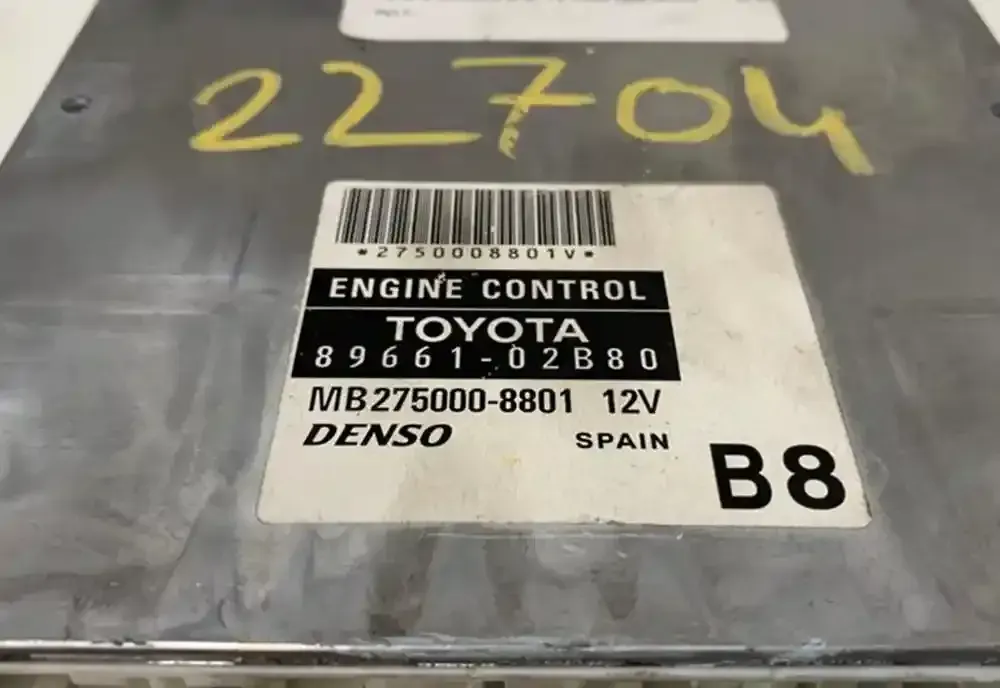 22704
*2750008801V*
ENGINE CONTROL
TOYOTA
89661-02B80
MB275000-8801 12V
DENSO SPAIN
B8